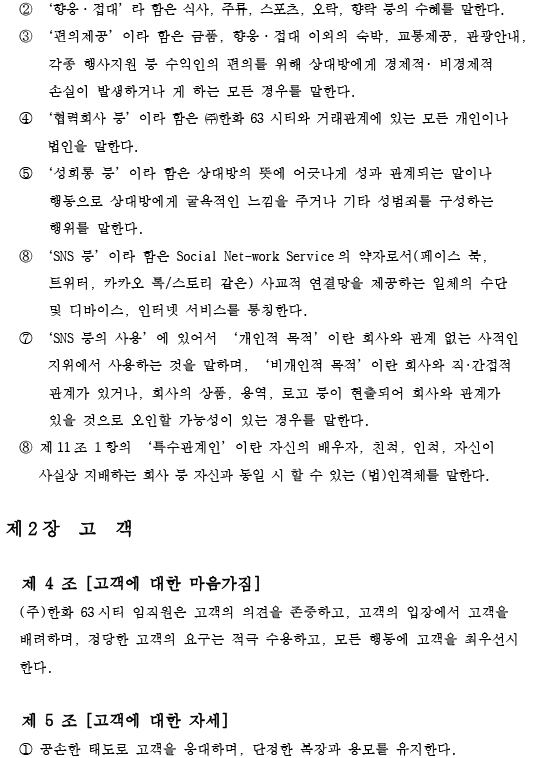 ② ‘향응·접대’라 함은 식사, 주류, 스포츠, 오락, 향락 등의 수혜를 말한다.
③ ‘편의제공’이라 함은 금품, 향응·접대 이외의 숙박, 교통제공, 관광안내,
각종 행사지원 등 수익인의 편의를 위해 상대방에게 경제적· 비경제적
손실이 발생하거나 게 하는 모든 경우를 말한다.
④ ‘협력회사 등’이라 함은 ㈜한화 63 시티와 거래관계에 있는 모든 개인이나
법인을 말한다.
⑤ ‘성희롱 등’이라 함은 상대방의 뜻에 어긋나게 성과 관계되는 말이나
행동으로 상대방에게 굴욕적인 느낌을 주거나 기타 성범죄를 구성하는
행위를 말한다.
⑧ ‘SNS 등’이라 함은 Social Net-work Service 의 약자로서(페이스 북,
트위터, 카카오 톡/스토리 같은) 사교적 연결망을 제공하는 일체의 수단
및 디바이스, 인터넷 서비스를 통칭한다.
⑦ ‘SNS 등의 사용’에 있어서 ‘개인적 목적’이란 회사와 관계 없는 사적인
지위에서 사용하는 것을 말하며, ‘비개인적 목적’이란 회사와 직·간접적
관계가 있거나, 회사의 상품, 용역, 로고 등이 현출되어 회사와 관계가
있을 것으로 오인할 가능성이 있는 경우를 말한다.
⑧ 제 11 조 1 항의 ‘특수관계인’이란 자신의 배우자, 친척, 인척, 자신이
사실상 지배하는 회사 등 자신과 동일 시 할 수 있는 (법)인격체를 말한다.
제 2 장 고 객
제 4 조 [고객에 대한 마음가짐]
(주)한화 63 시티 임직원은 고객의 의견을 존중하고, 고객의 입장에서 고객을
배려하며, 정당한 고객의 요구는 적극 수용하고, 모든 행동에 고객을 최우선시
한다.
제 5 조 [고객에 대한 자세]
① 공손한 태도로 고객을 응대하며, 단정한 복장과 용모를 유지한다.